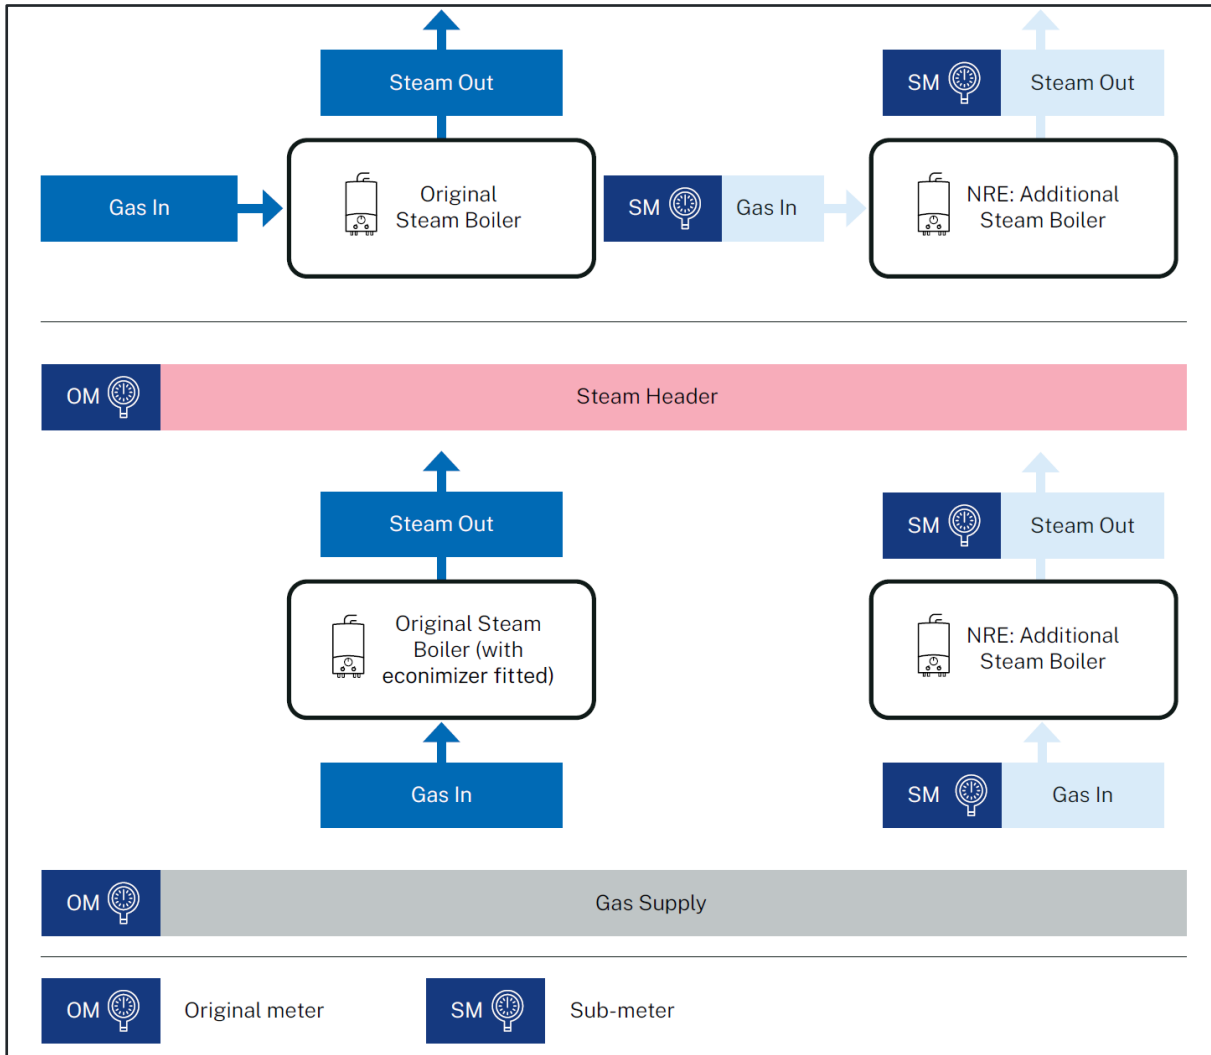 Steam Out
SM
Steam Out
Gas In
Original
Steam Boiler
SM
Gas In
NRE: Additional
Steam Boiler
OM
Steam Header
Steam Out
SM
Steam Out
Original Steam
Boiler (with
econimizer fitted)
NRE: Additional
Steam Boiler
Gas In
SM
Gas In
OM
Gas Supply
OM
Original meter
SM
Sub-meter